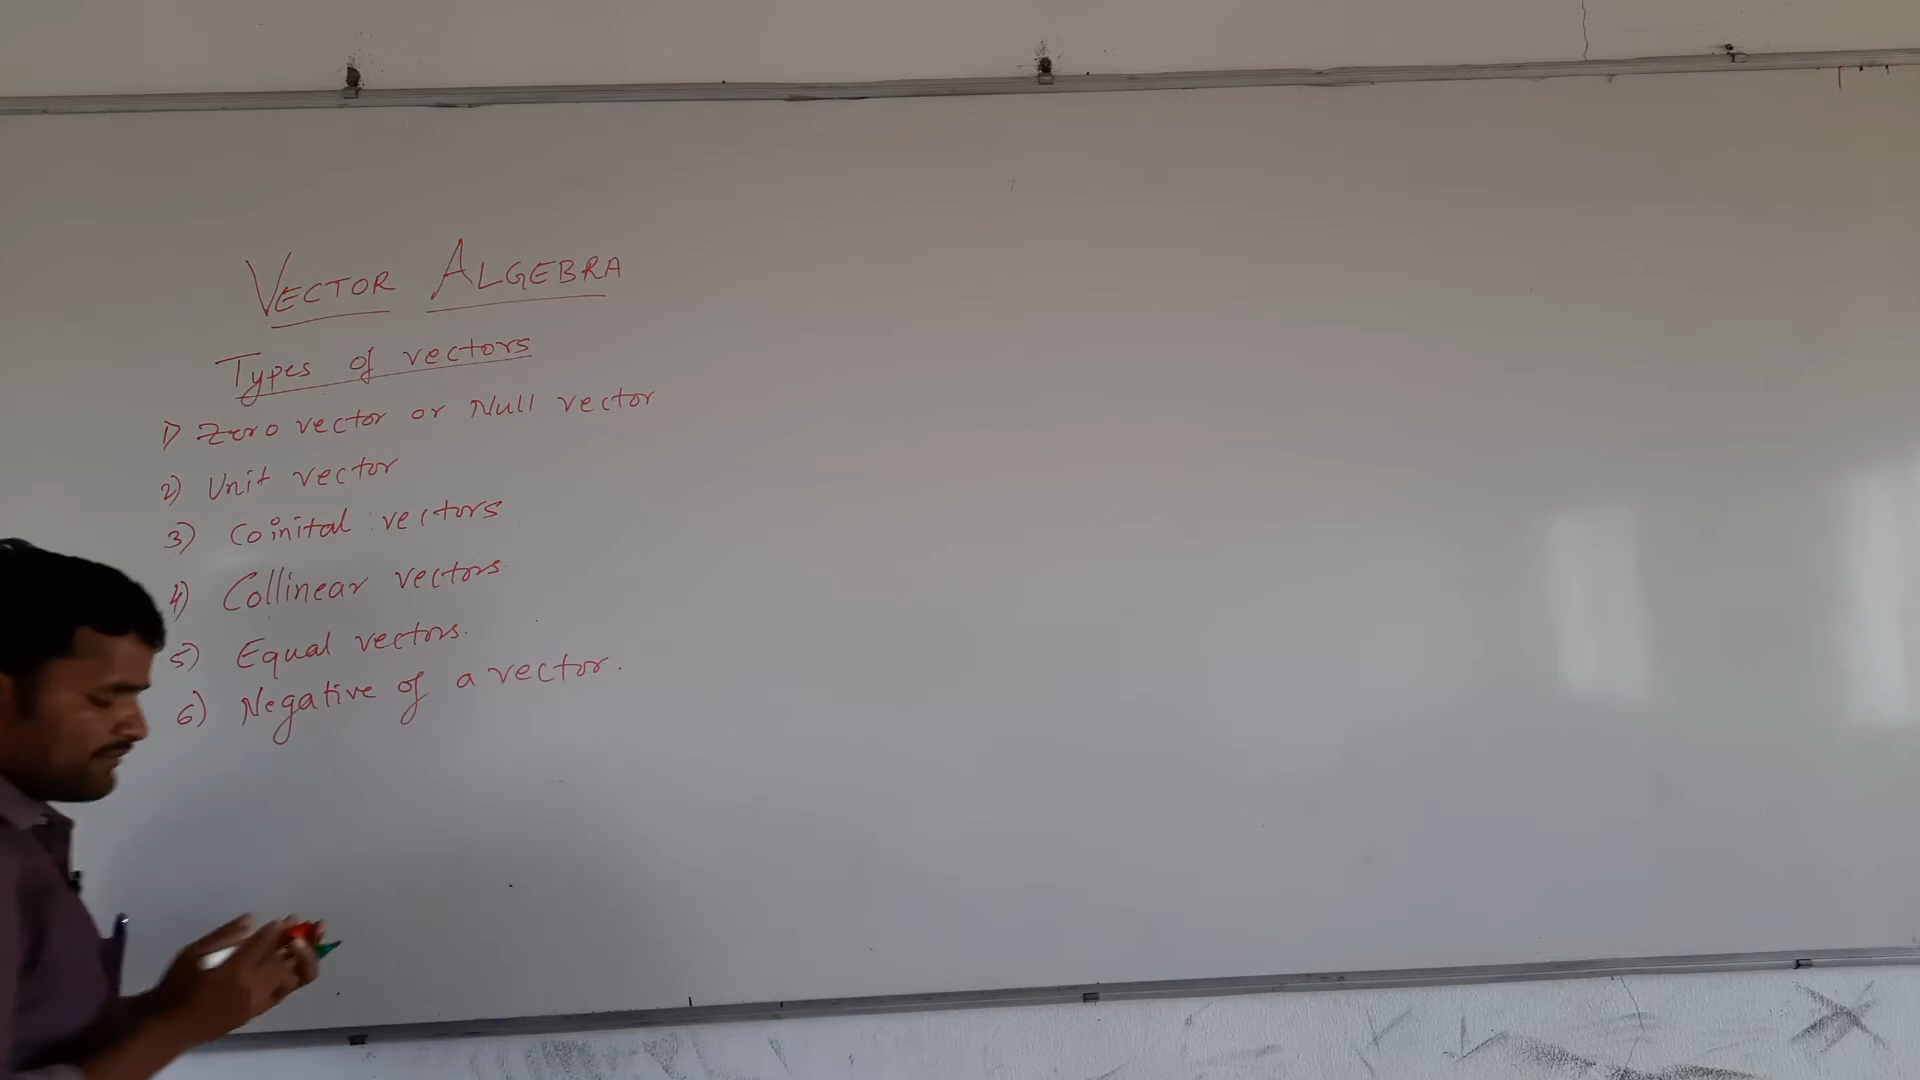 VECTOR ALGEBRA
Types of vectors
1) Zero vector or Null vector
2) Unit vector
3) Coinital vectors
4) Collinear vectors.
5) Equal vectors.
6) Negative of a vector.